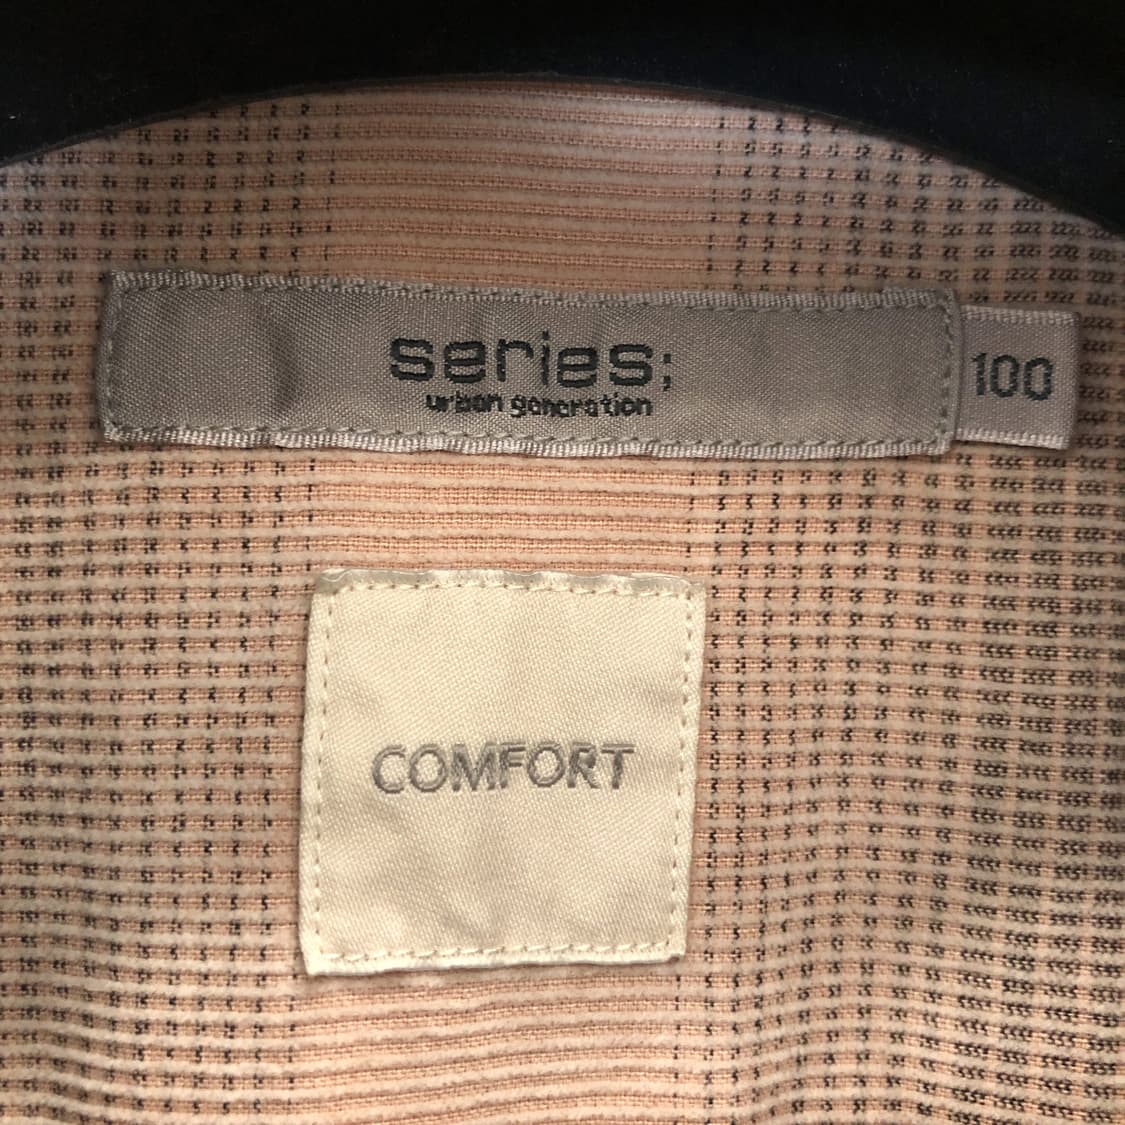 series;
urban generation
100
COMFORT